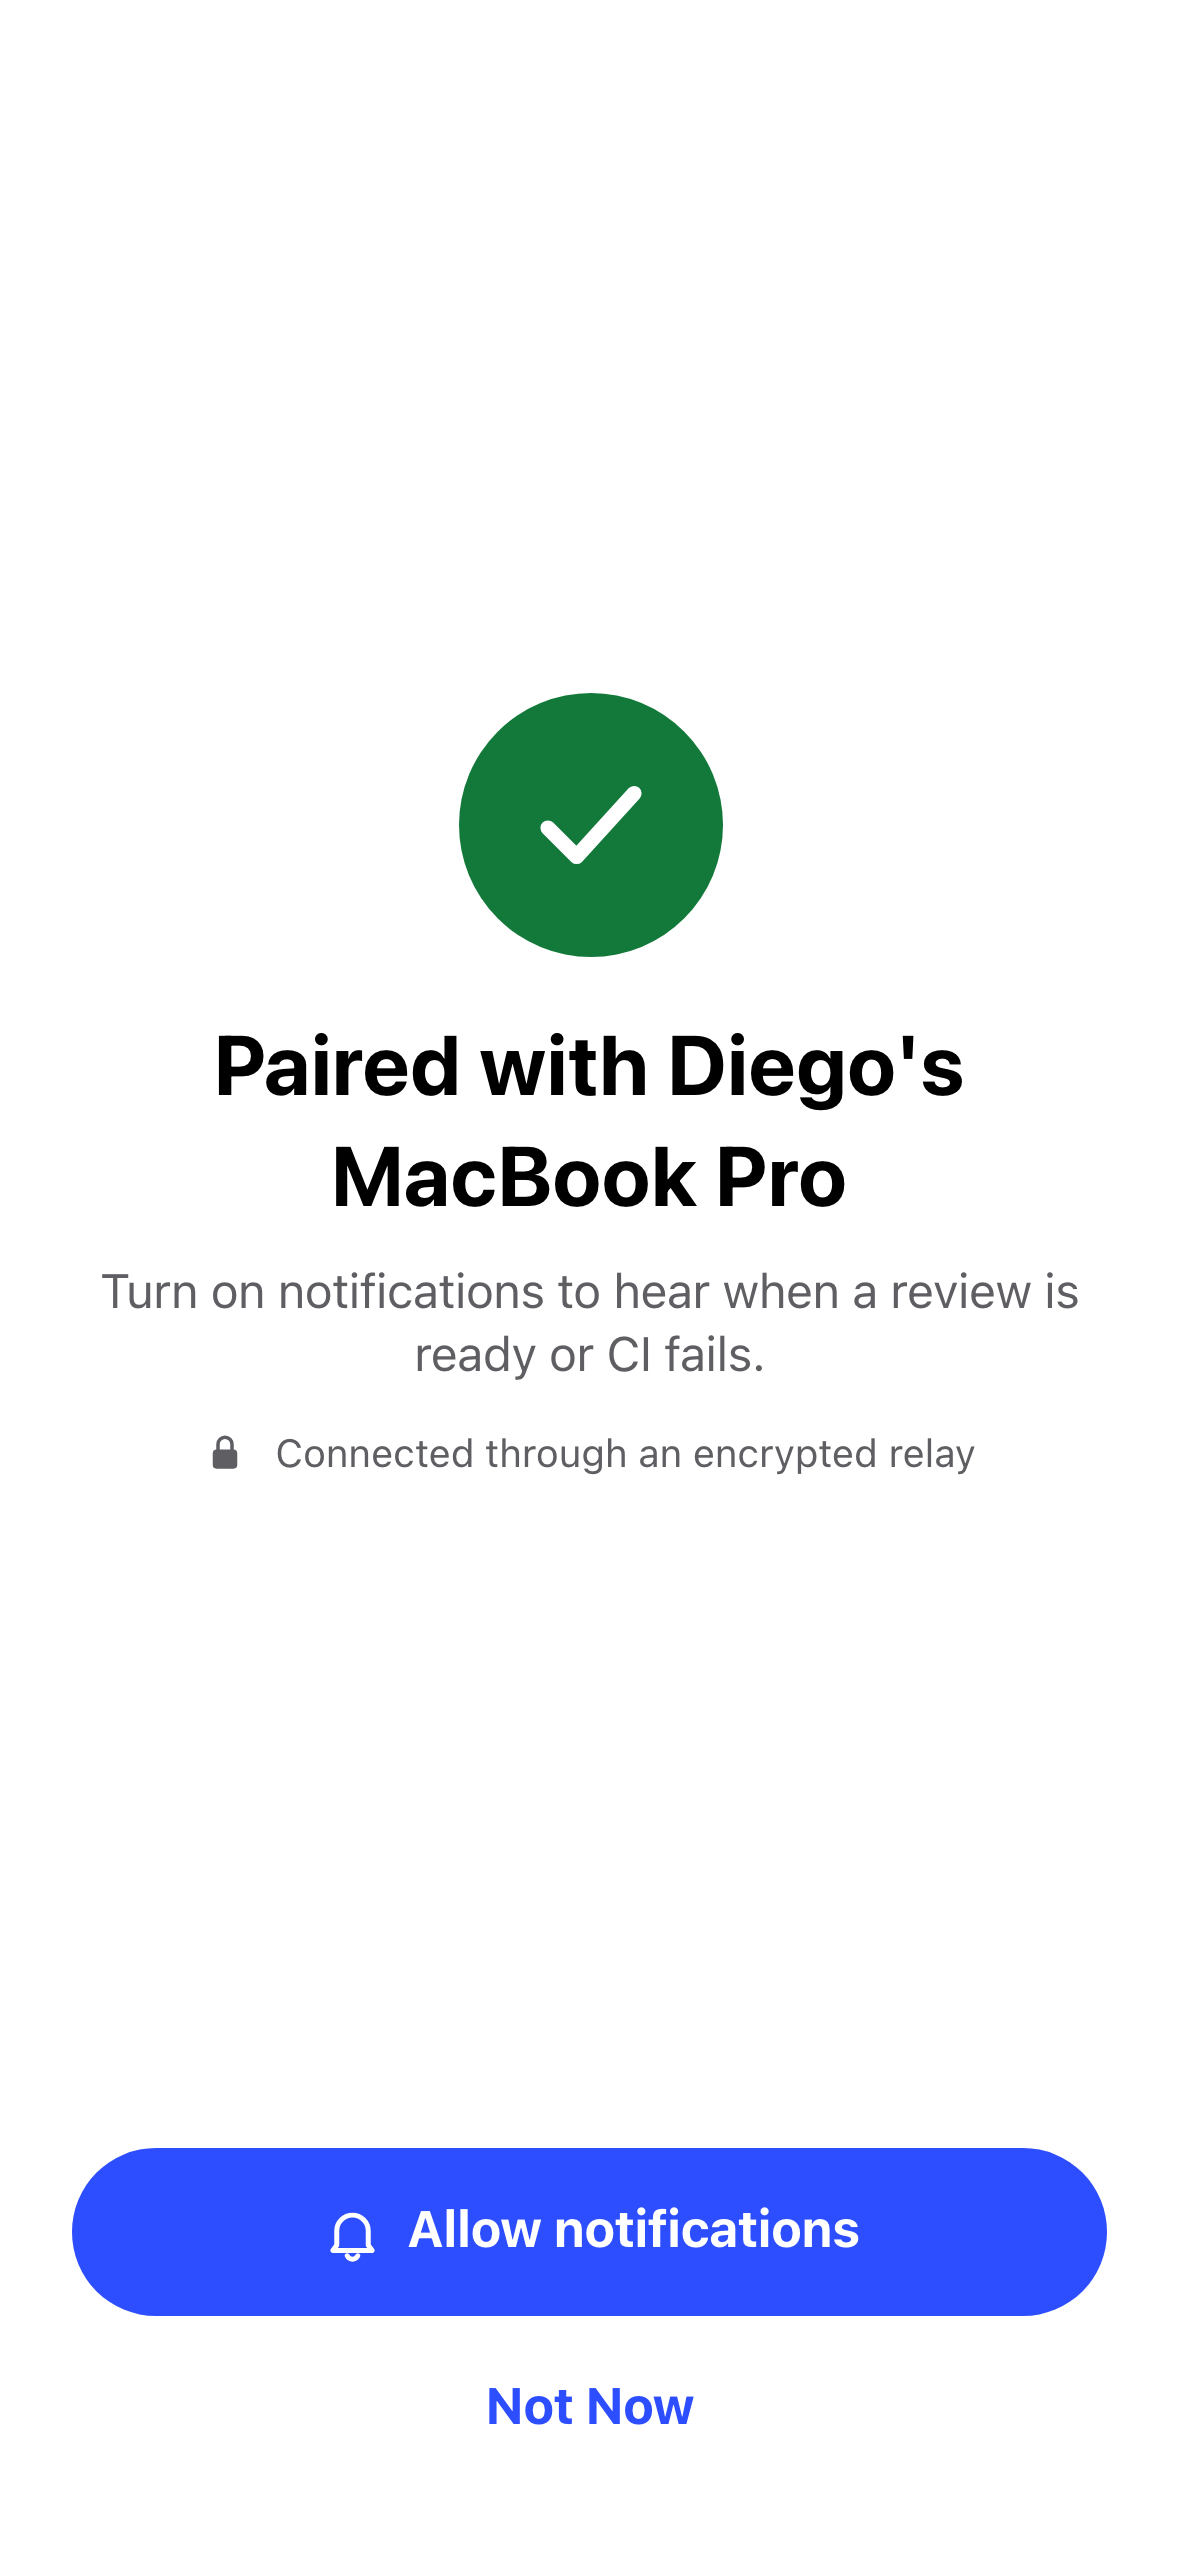 Paired with Diego's
MacBook Pro
Turn on notifications to hear when a review is
ready or CI fails.
Connected through an encrypted relay
Allow notifications
Not Now